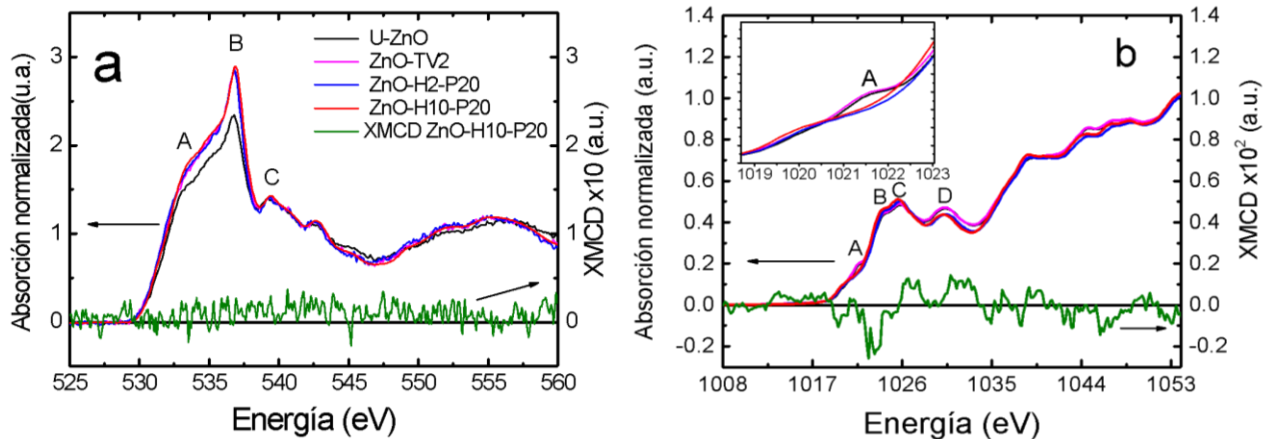 a
U-ZnO
ZnO-TV2
ZnO-H2-P20
ZnO-H10-P20
XMCD ZnO-H10-P20
A
B
C
Absorción normalizada(u.a.)
3
2
1
0
XMCD x10 (a.u.)
3
2
1
0
525 530 535 540 545 550 555 560
Energía (eV)
b
A
1019 1020 1021 1022 1023
A
B
C
D
Absorción normalizada (a.u.)
1.4
1.2
1.0
0.8
0.6
0.4
0.2
0.0
-0.2
XMCD x10² (a.u.)
1.4
1.2
1.0
0.8
0.6
0.4
0.2
0.0
-0.2
1008 1017 1026 1035 1044 1053
Energía (eV)